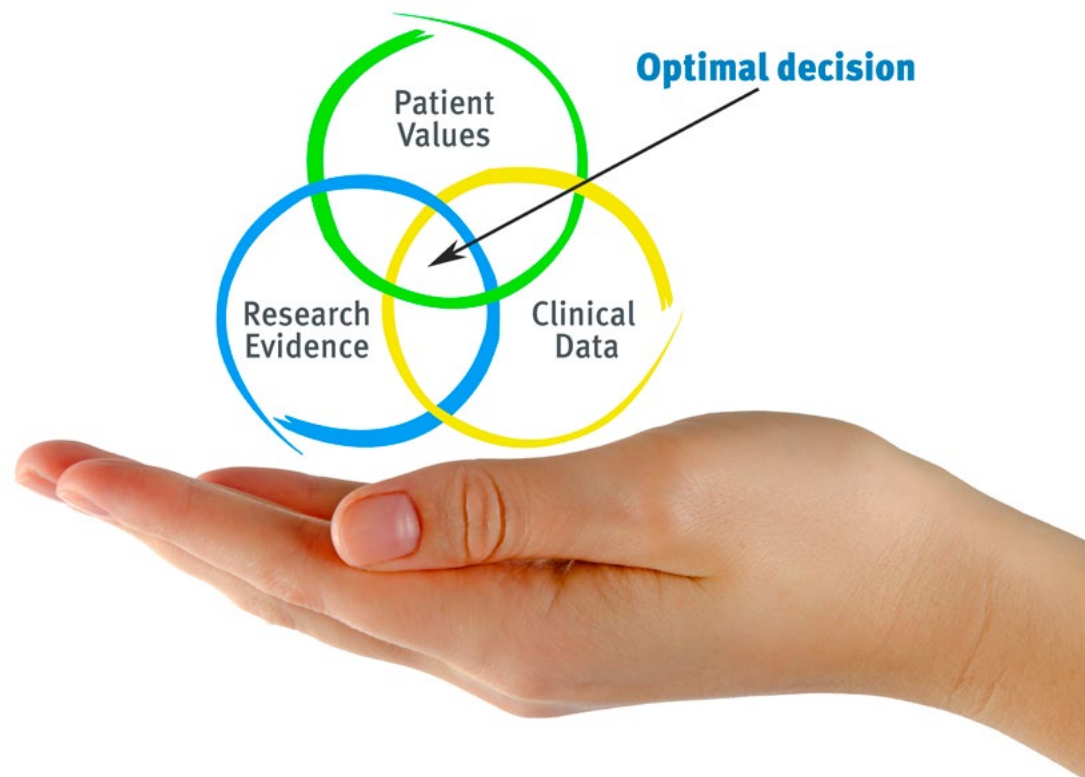 Optimal decision
Patient
Values
Research
Evidence
Clinical
Data